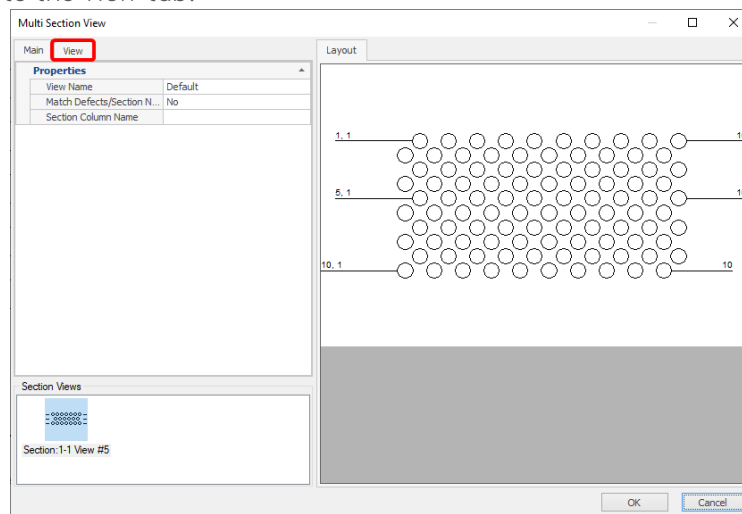 Multi Section View
Main View
Layout
Properties
View Name Default
Match Defects/Section N... No
Section Column Name
1, 1
5, 1
10, 1
10
Section Views
Section:1-1 View #5
OK Cancel